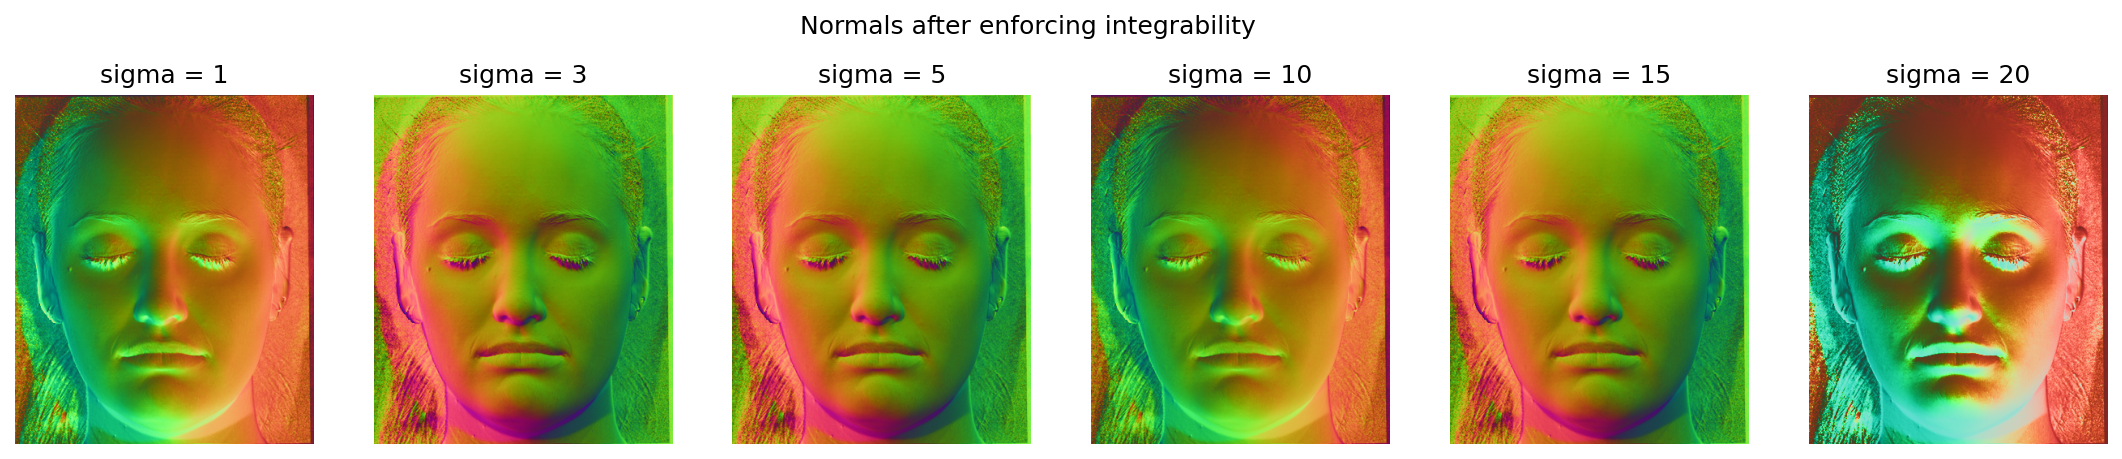 Normals after enforcing integrability
sigma = 1
sigma = 3
sigma = 5
sigma = 10
sigma = 15
sigma = 20